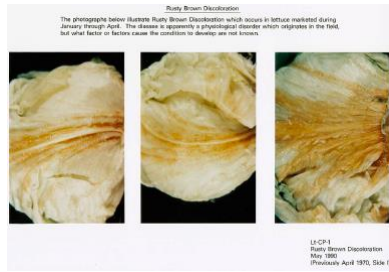 Rusty Brown Discoloration
The photographs below illustrate Rusty Brown Discoloration which occurs in lettuce marketed during
January through April. The disease is apparently a physiological disorder which originates in the field,
but what factor or factors cause the condition to develop are not known.
Lt-CP-1
Rusty Brown Discoloration
May 1990
(Previously April 1970, Side